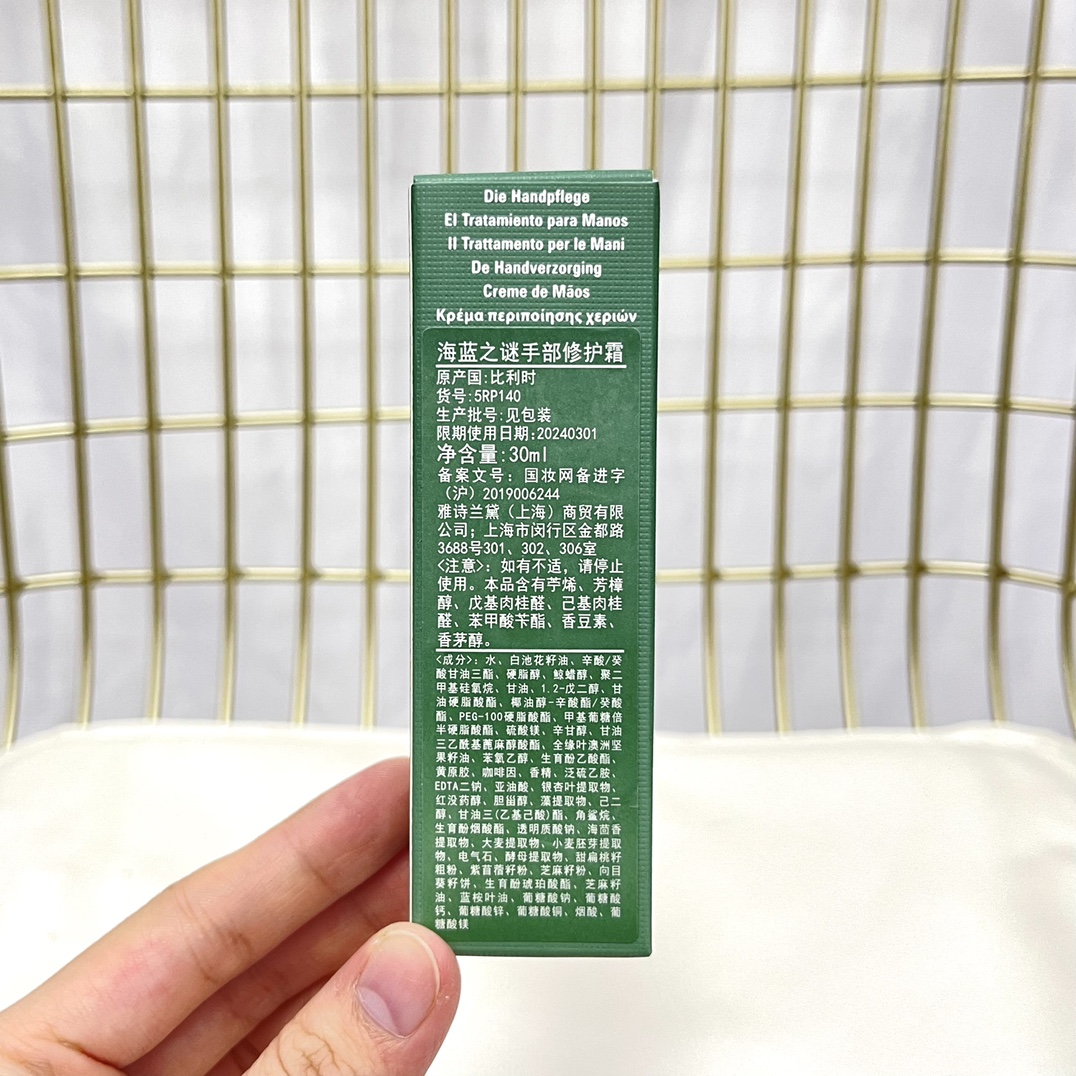 Die Handpflege
El Tratamiento para Manos
Il Trattamento per le Mani
De Handverzorging
Creme de Mãos
Κρέμα περιποίησης χεριών
海蓝之谜手部修护霜
原产国:比利时
货号:5RP140
生产批号:见包装
限期使用日期:20240301
净含量:30ml
备案文号：国妆网备进字
（沪）2019006244
雅诗兰黛（上海）商贸有限
公司；上海市闵行区金都路
3688号301、302、306室
<注意>：如有不适，请停止
使用。本品含有苧烯、芳樟
醇、戊基肉桂醛、己基肉桂
醛、苯甲酸苄酯、香豆素、
香茅醇。
<成分>：水、白池花籽油、辛酸/癸
酸甘油三酯、硬脂醇、鲸蜡醇、聚二
甲基硅氧烷、甘油、1.2-戊二醇、甘
油硬脂酸酯、椰油醇-辛酸酯/癸酸
酯、PEG-100硬脂酸酯、甲基葡糖倍
半硬脂酸酯、硫酸镁、辛甘醇、甘油
三乙酰基蓖麻醇酸酯、全缘叶澳洲坚
果籽油、苯氧乙醇、生育酚乙酸酯、
黄原胶、咖啡因、香精、泛硫乙胺、
EDTA二钠、亚油酸、银杏叶提取物、
红没药醇、胆甾醇、藻提取物、己二
醇、甘油三(乙基己酸)酯、角鲨烷、
生育酚烟酸酯、透明质酸钠、海茴香
提取物、大麦提取物、小麦胚芽提取
物、电气石、酵母提取物、甜扁桃籽
粗粉、紫苜蓿籽粉、芝麻籽粉、向日
葵籽饼、生育酚琥珀酸酯、芝麻籽
油、蓝桉叶油、葡糖酸钠、葡糖酸
钙、葡糖酸锌、葡糖酸铜、烟酸、葡
糖酸镁